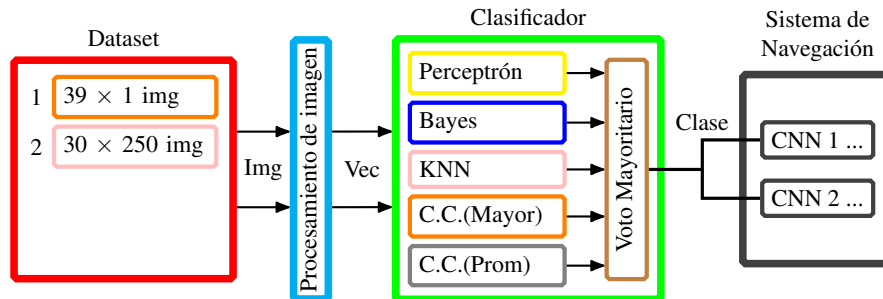 Dataset
1 39 × 1 img
2 30 × 250 img
Img
Procesamiento de imagen
Vec
Clasificador
Perceptrón
Bayes
KNN
C.C.(Mayor)
C.C.(Prom)
Voto Mayoritario
Clase
Sistema de
Navegación
CNN 1 ...
CNN 2 ...